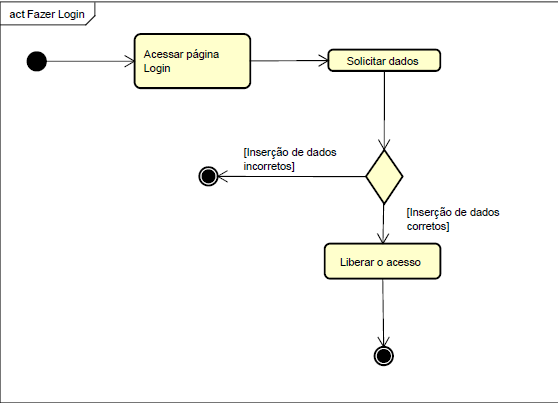 act Fazer Login
Acessar página
Login
Solicitar dados
[Inserção de dados
incorretos]
[Inserção de dados
corretos]
Liberar o acesso